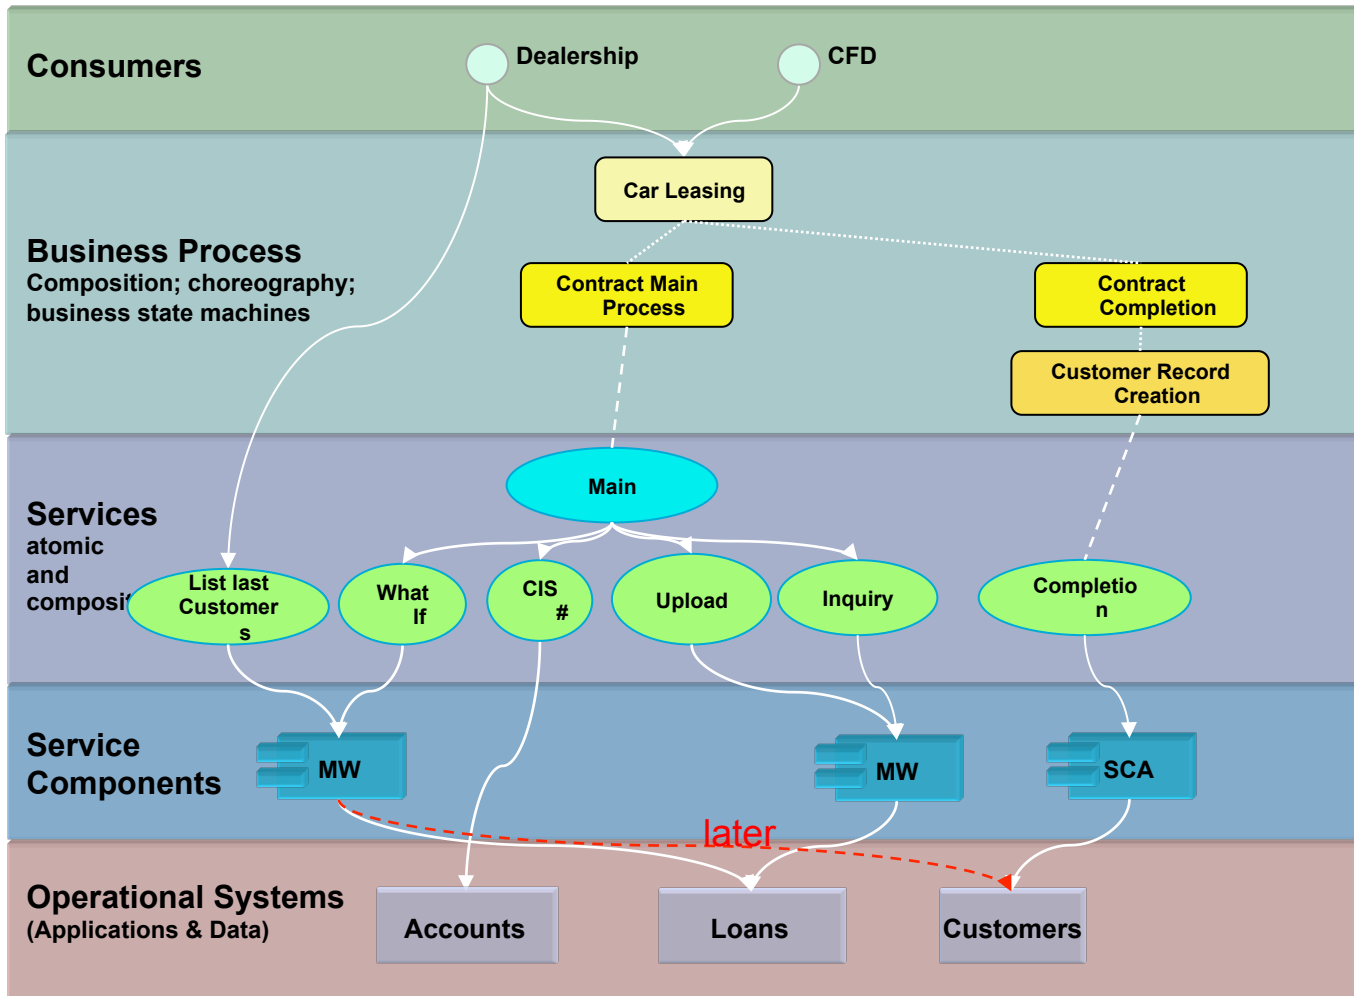 Consumers
Dealership
CFD
Car Leasing
Business Process
Composition; choreography;
business state machines
Contract Main
Process
Contract
Completion
Customer Record
Creation
Main
Services
atomic
and
composit
List last
Customer
s
What
If
CIS
#
Upload
Inquiry
Completio
n
Service
Components
MW
MW
SCA
later
Operational Systems
(Applications & Data)
Accounts
Loans
Customers